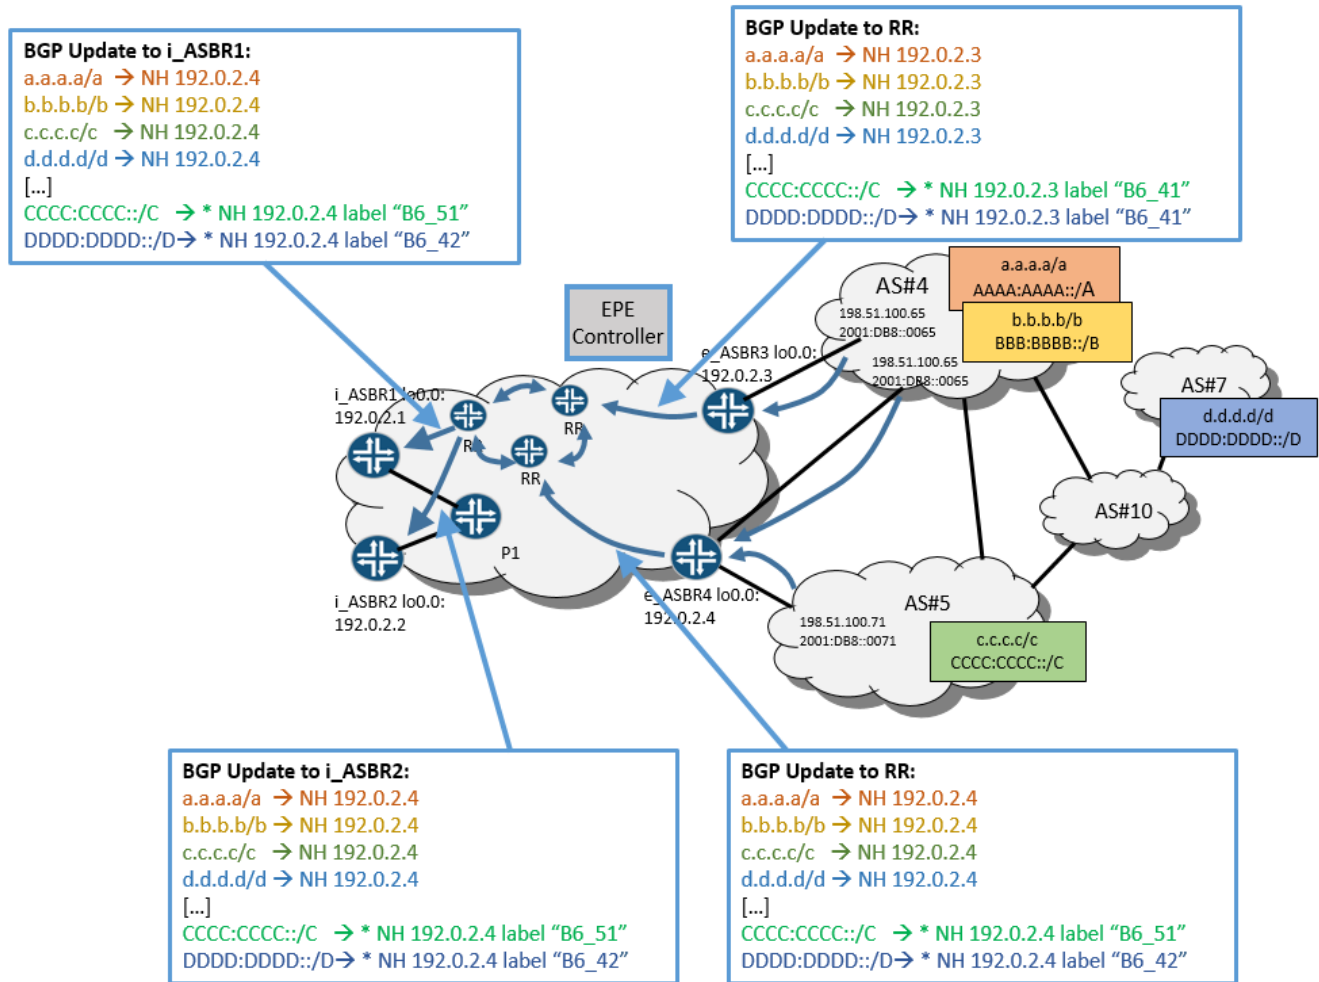 BGP Update to i_ASBR1:
a.a.a.a/a → NH 192.0.2.4
b.b.b.b/b → NH 192.0.2.4
c.c.c.c/c → NH 192.0.2.4
d.d.d.d/d → NH 192.0.2.4
[...]
CCCC:CCCC::/C → * NH 192.0.2.4 label “B6_51”
DDDD:DDDD::/D→ * NH 192.0.2.4 label “B6_42”
BGP Update to RR:
a.a.a.a/a → NH 192.0.2.3
b.b.b.b/b → NH 192.0.2.3
c.c.c.c/c → NH 192.0.2.3
d.d.d.d/d → NH 192.0.2.3
[...]
CCCC:CCCC::/C → * NH 192.0.2.3 label “B6_41”
DDDD:DDDD::/D→ * NH 192.0.2.3 label “B6_41”
EPE
Controller
AS#4
198.51.100.65
2001:DB8::0065
198.51.100.65
2001:DB8::0065
a.a.a.a/a
AAAA:AAAA::/A
b.b.b.b/b
BBB:BBBB::/B
AS#7
d.d.d.d/d
DDDD:DDDD::/D
e_ASBR3 lo0.0:
192.0.2.3
i_ASBR1 lo0.0:
192.0.2.1
RR
RR
RR
P1
AS#10
i_ASBR2 lo0.0:
192.0.2.2
e_ASBR4 lo0.0:
192.0.2.4
AS#5
198.51.100.71
2001:DB8::0071
c.c.c.c/c
CCCC:CCCC::/C
BGP Update to i_ASBR2:
a.a.a.a/a → NH 192.0.2.4
b.b.b.b/b → NH 192.0.2.4
c.c.c.c/c → NH 192.0.2.4
d.d.d.d/d → NH 192.0.2.4
[...]
CCCC:CCCC::/C → * NH 192.0.2.4 label “B6_51”
DDDD:DDDD::/D→ * NH 192.0.2.4 label “B6_42”
BGP Update to RR:
a.a.a.a/a → NH 192.0.2.4
b.b.b.b/b → NH 192.0.2.4
c.c.c.c/c → NH 192.0.2.4
d.d.d.d/d → NH 192.0.2.4
[...]
CCCC:CCCC::/C → * NH 192.0.2.4 label “B6_51”
DDDD:DDDD::/D→ * NH 192.0.2.4 label “B6_42”